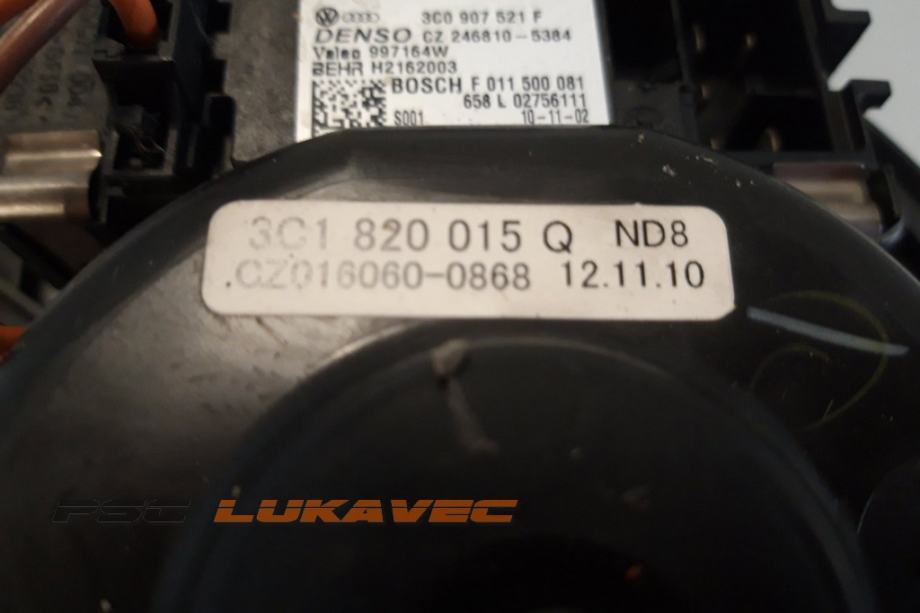 3C0 907 521 F
DENSO CZ 246810-5384
Valeo 997164W
BEHR H2162003
BOSCH F 011 500 081
658 L 02756111
S001 10-11-02
3C1 820 015 Q ND8
.CZ016060-0868 12.11.10
PSC LUKAVEC